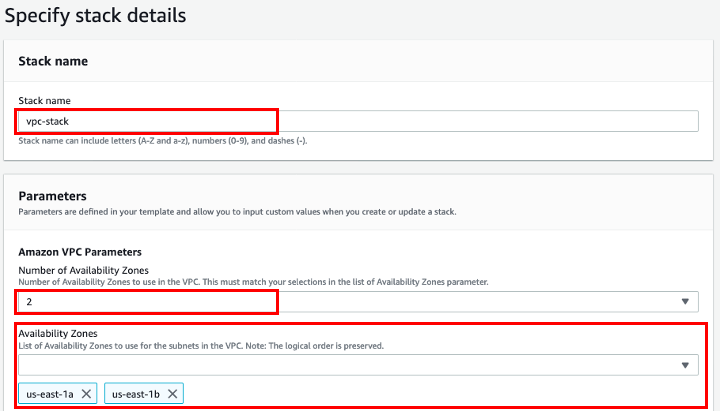 Specify stack details
Stack name
Stack name
vpc-stack
Stack name can include letters (A-Z and a-z), numbers (0-9), and dashes (-).
Parameters
Parameters are defined in your template and allow you to input custom values when you create or update a stack.
Amazon VPC Parameters
Number of Availability Zones
Number of Availability Zones to use in the VPC. This must match your selections in the list of Availability Zones parameter.
2
Availability Zones
List of Availability Zones to use for the subnets in the VPC. Note: The logical order is preserved.
us-east-1a us-east-1b